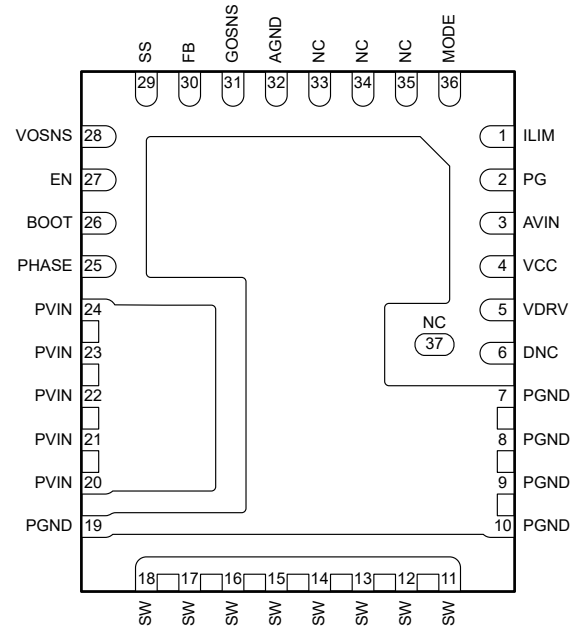 SS
FB
GOSNS
AGND
NC
NC
NC
MODE
29 30 31 32 33 34 35 36
VOSNS 28
1 ILIM
EN 27
2 PG
BOOT 26
3 AVIN
PHASE 25
4 VCC
PVIN 24
5 VDRV
NC
37
PVIN 23
6 DNC
PVIN 22
7 PGND
PVIN 21
8 PGND
PVIN 20
9 PGND
PGND 19
10 PGND
18 17 16 15 14 13 12 11
SW
SW
SW
SW
SW
SW
SW
SW